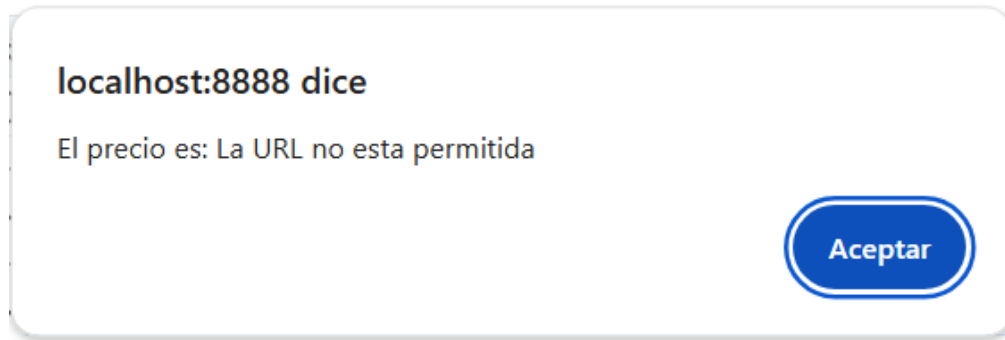 localhost:8888 dice
El precio es: La URL no esta permitida
Aceptar